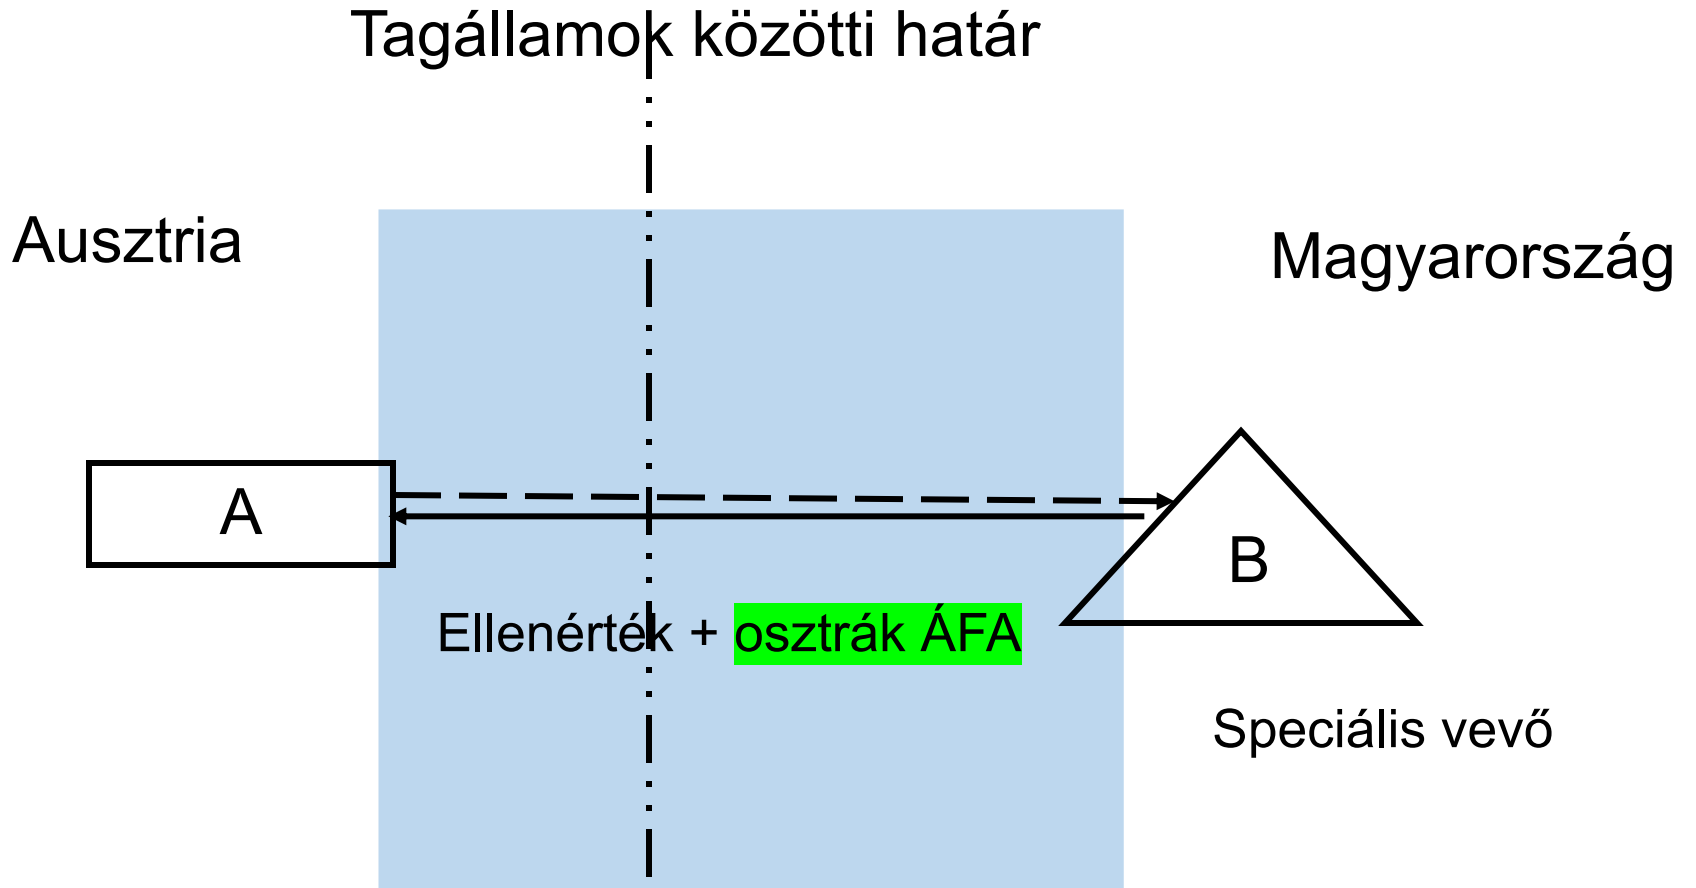 Tagállamok közötti határ
Ausztria
Magyarország
A
B
Ellenérték + osztrák ÁFA
Speciális vevő